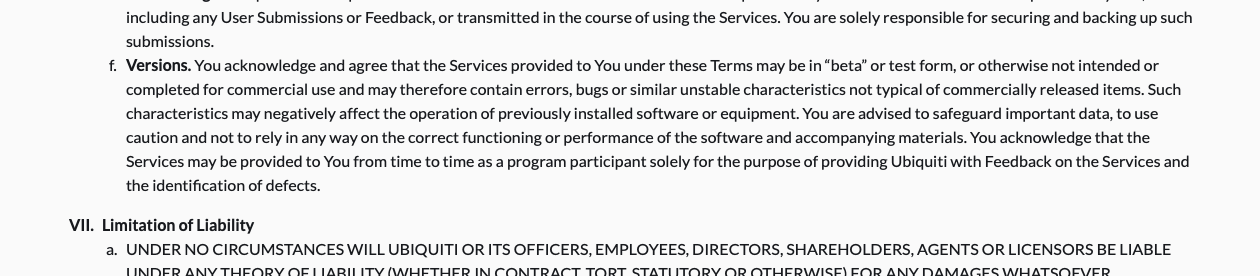 including any User Submissions or Feedback, or transmitted in the course of using the Services. You are solely responsible for securing and backing up such
submissions.
f. Versions. You acknowledge and agree that the Services provided to You under these Terms may be in “beta” or test form, or otherwise not intended or
completed for commercial use and may therefore contain errors, bugs or similar unstable characteristics not typical of commercially released items. Such
characteristics may negatively affect the operation of previously installed software or equipment. You are advised to safeguard important data, to use
caution and not to rely in any way on the correct functioning or performance of the software and accompanying materials. You acknowledge that the
Services may be provided to You from time to time as a program participant solely for the purpose of providing Ubiquiti with Feedback on the Services and
the identification of defects.
VII. Limitation of Liability
a. UNDER NO CIRCUMSTANCES WILL UBIQUITI OR ITS OFFICERS, EMPLOYEES, DIRECTORS, SHAREHOLDERS, AGENTS OR LICENSORS BE LIABLE
UNDER ANY THEORY OF LIABILITY (WHETHER IN CONTRACT, TORT, STATUTORY OR OTHERWISE) FOR ANY DAMAGES WHATSOEVER